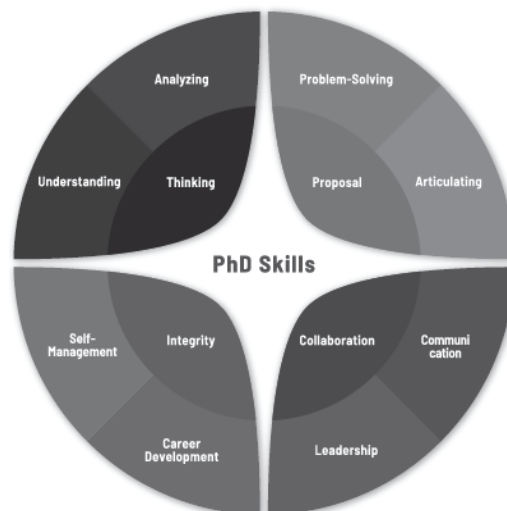 Analyzing
Problem-Solving
Understanding
Thinking
Proposal
Articulating
PhD Skills
Self-
Management
Integrity
Collaboration
Communi
cation
Career
Development
Leadership